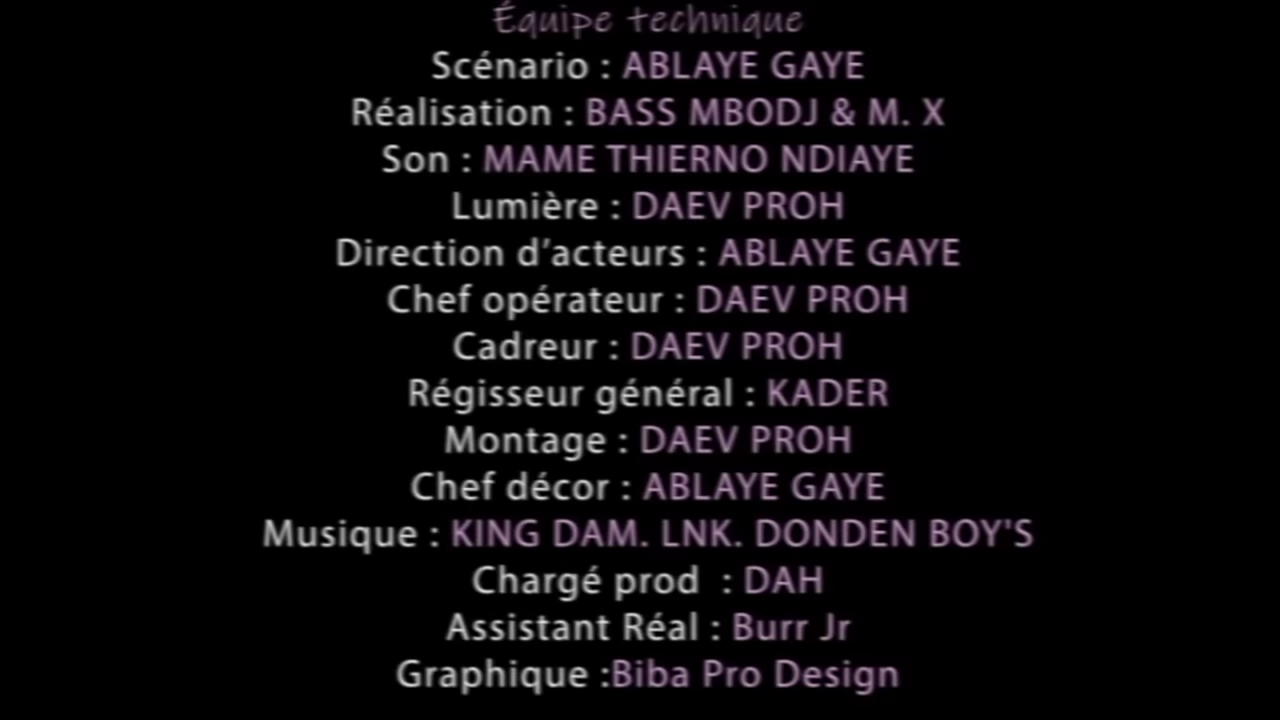 Équipe technique
Scénario : ABLAYE GAYE
Réalisation : BASS MBODJ & M. X
Son : MAME THIERNO NDIAYE
Lumière : DAEV PROH
Direction d’acteurs : ABLAYE GAYE
Chef opérateur : DAEV PROH
Cadreur : DAEV PROH
Régisseur général : KADER
Montage : DAEV PROH
Chef décor : ABLAYE GAYE
Musique : KING DAM. LNK. DONDEN BOY'S
Chargé prod  : DAH
Assistant Réal : Burr Jr
Graphique :Biba Pro Design